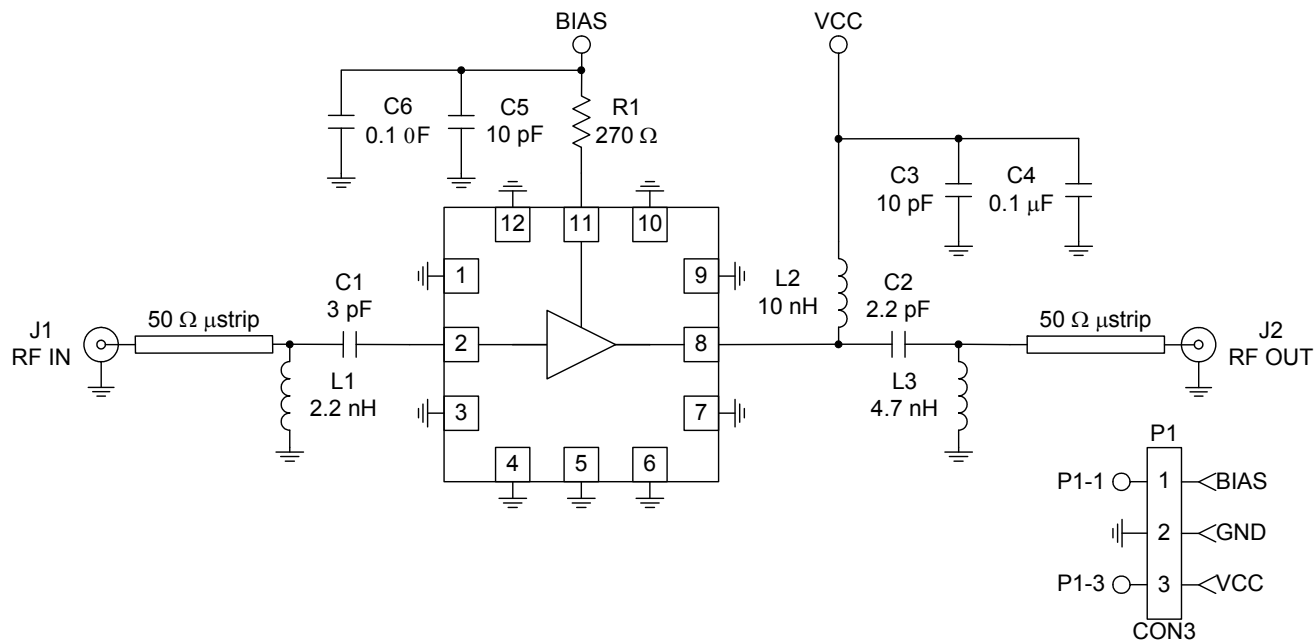 BIAS
VCC
C6
0.1 0F
C5
10 pF
R1
270 Ω
C3
10 pF
C4
0.1 μF
12
11
10
1
9
L2
10 nH
C2
2.2 pF
C1
3 pF
J1
RF IN
50 Ω μstrip
2
8
50 Ω μstrip
J2
RF OUT
L1
2.2 nH
3
7
L3
4.7 nH
4
5
6
P1
P1-1
1
BIAS
2
GND
P1-3
3
VCC
CON3